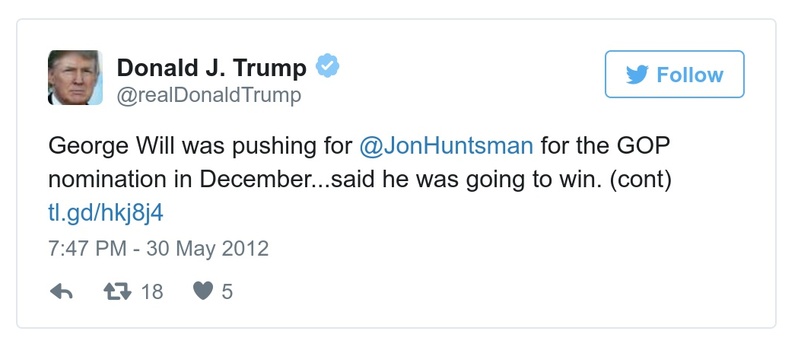 Donald J. Trump
@realDonaldTrump
Follow
George Will was pushing for @JonHuntsman for the GOP
nomination in December...said he was going to win. (cont)
tl.gd/hkj8j4
7:47 PM - 30 May 2012
18 5